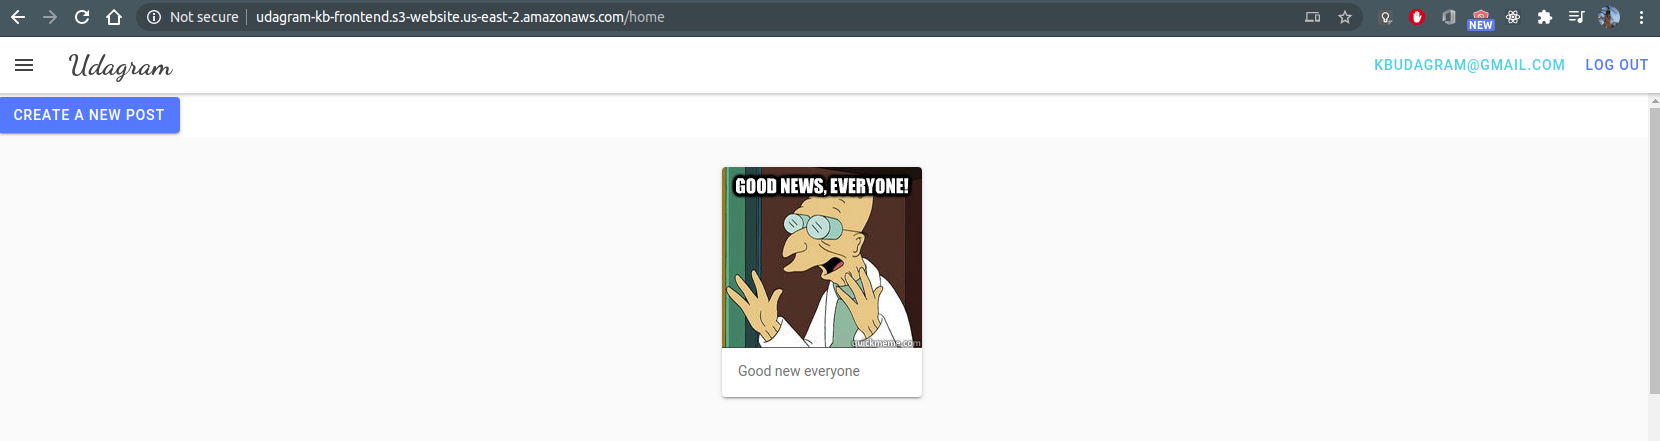 Not secure udagram-kb-frontend.s3-website.us-east-2.amazonaws.com/home
NEW
Udagram
KBUDAGRAM@GMAIL.COM LOG OUT
CREATE A NEW POST
GOOD NEWS, EVERYONE!
quickmeme.com
Good new everyone